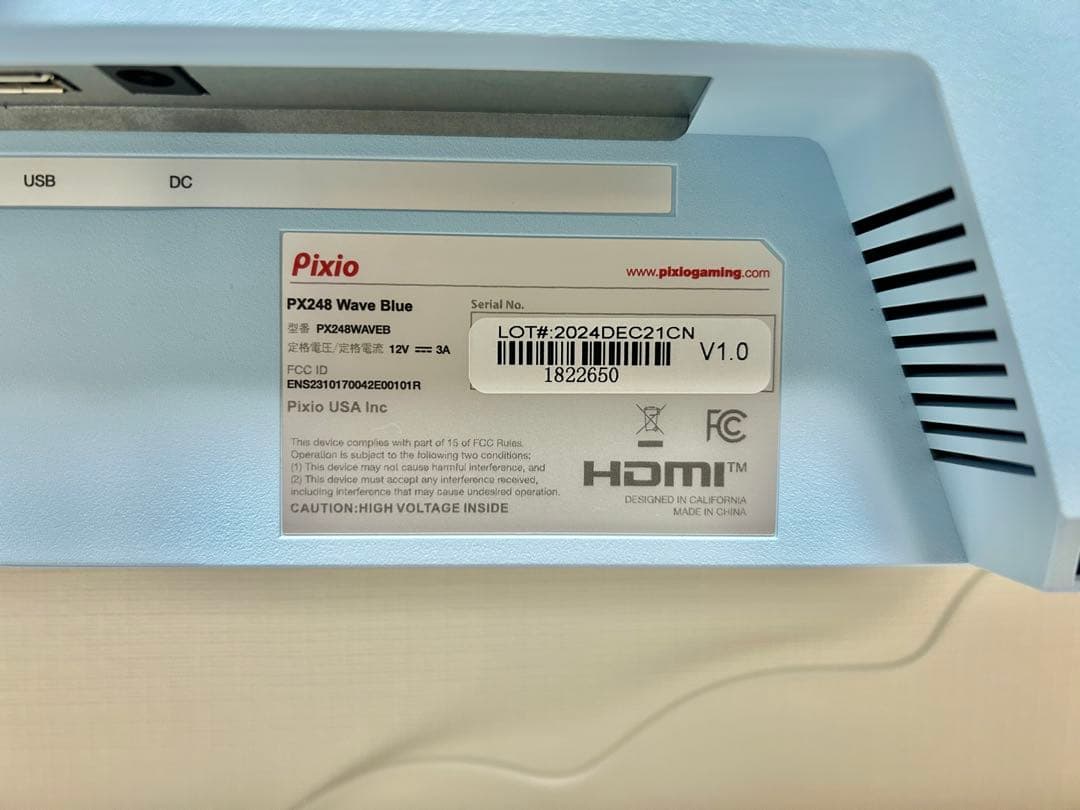 USB DC
Pixio
www.pixiogaming.com
PX248 Wave Blue
型番 PX248WAVEB
定格電圧/定格電流 12V ⎓ 3A
FCC ID
ENS2310170042E00101R
Pixio USA Inc
Serial No.
LOT#:2024DEC21CN
V1.0
1822650
This device complies with part of 15 of FCC Rules.
Operation is subject to the following two conditions:
(1) This device may not cause harmful interference, and
(2) This device must accept any interference received,
including interference that may cause undesired operation.
CAUTION:HIGH VOLTAGE INSIDE
FC
HDMI™
DESIGNED IN CALIFORNIA
MADE IN CHINA